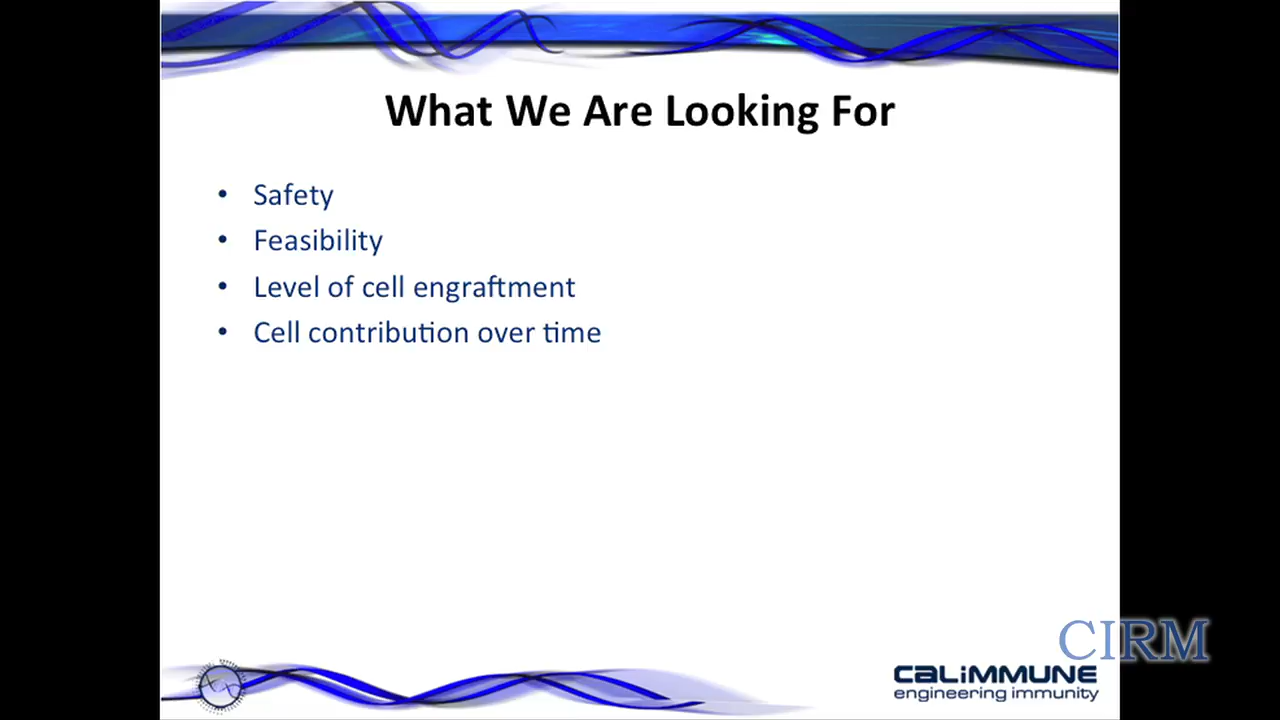 What We Are Looking For
• Safety
• Feasibility
• Level of cell engraftment
• Cell contribution over time
CIRM
CALIMMUNE
engineering immunity